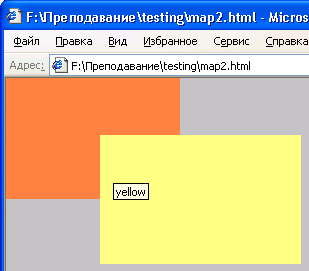 F:\Преподавание\testing\map2.html - Micros
Файл Правка Вид Избранное Сервис Справка
Адрес: F:\Преподавание\testing\map2.html
yellow